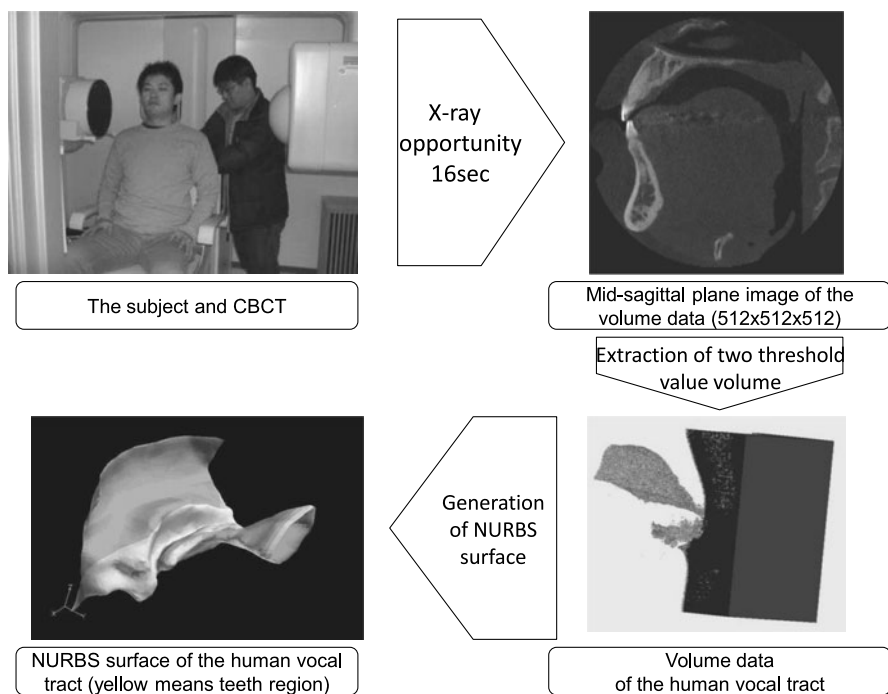 X-ray
opportunity
16sec
The subject and CBCT
Mid-sagittal plane image of the
volume data (512x512x512)
Extraction of two threshold
value volume
Generation
of NURBS
surface
NURBS surface of the human vocal
tract (yellow means teeth region)
Volume data
of the human vocal tract